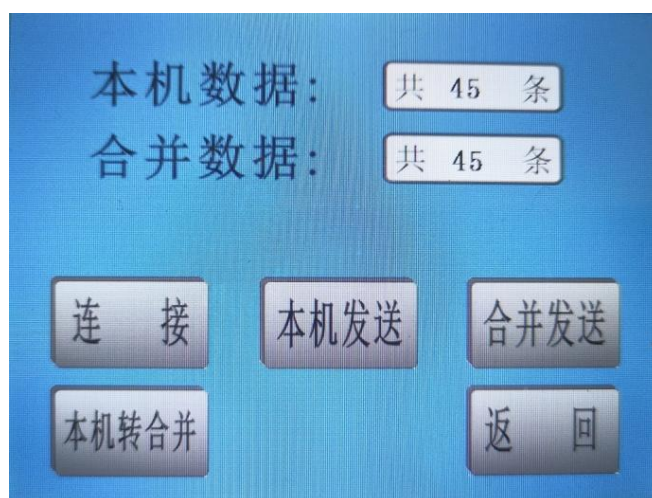 本机数据: 共 45 条
合并数据: 共 45 条
连 接 本机发送 合并发送
本机转合并 返 回